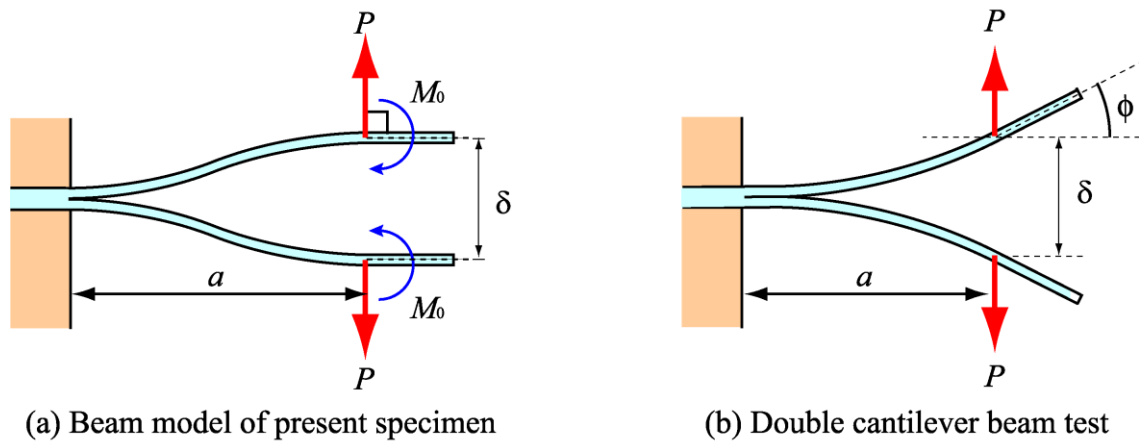 P
M₀
δ
a
M₀
P
(a) Beam model of present specimen
P
ϕ
δ
a
P
(b) Double cantilever beam test